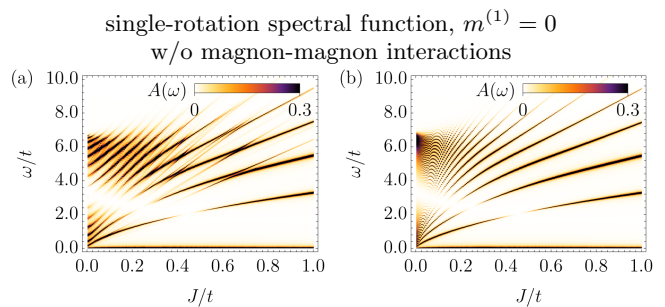 single-rotation spectral function, m⁽¹⁾ = 0
w/o magnon-magnon interactions
(a)
10.0
8.0
6.0
4.0
2.0
0.0
ω/t
A(ω)
0
0.3
0.0
0.2
0.4
0.6
0.8
1.0
J/t
(b)
10.0
8.0
6.0
4.0
2.0
0.0
ω/t
A(ω)
0
0.3
0.0
0.2
0.4
0.6
0.8
1.0
J/t